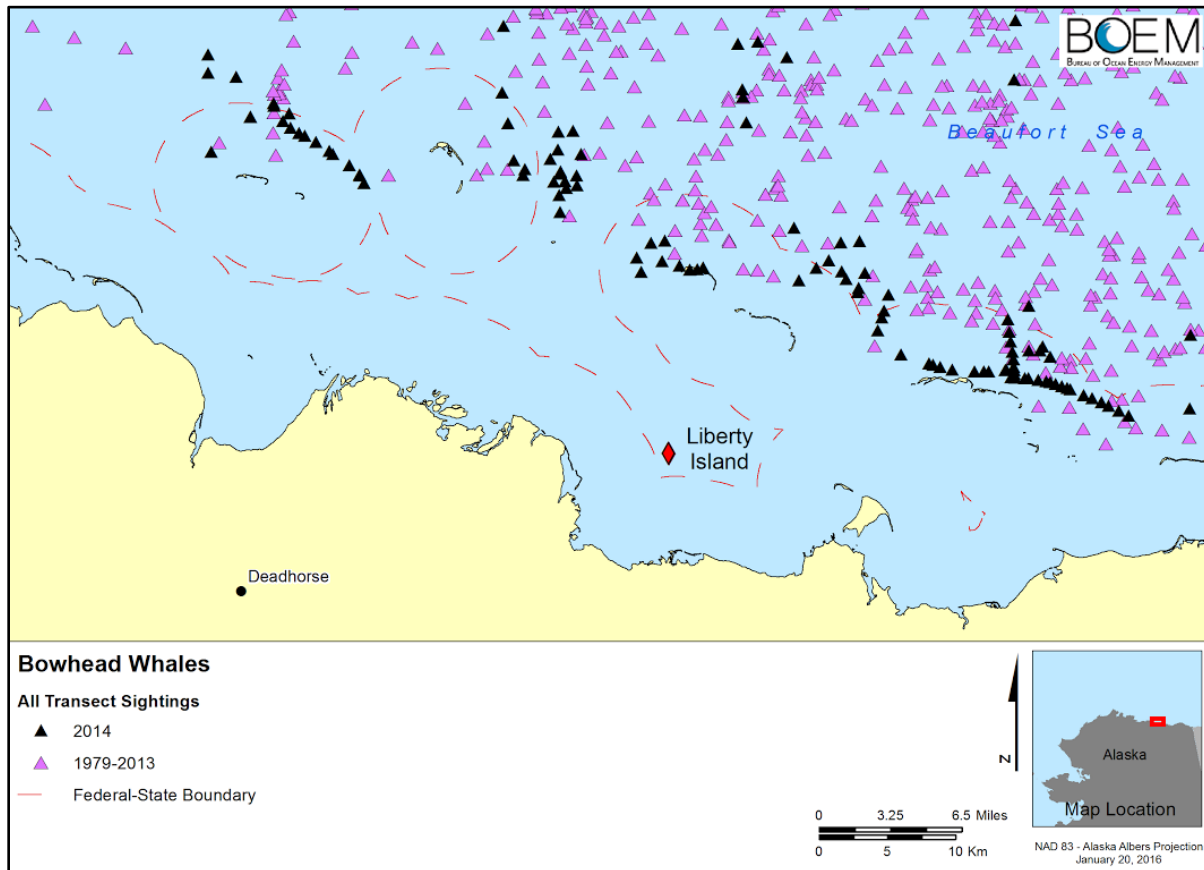 BOEM
BUREAU OF OCEAN ENERGY MANAGEMENT
Beaufort Sea
Liberty
Island
Deadhorse
Bowhead Whales
All Transect Sightings
2014
1979-2013
Federal-State Boundary
N
0 3.25 6.5 Miles
0 5 10 Km
Alaska
Map Location
NAD 83 - Alaska Albers Projection
January 20, 2016